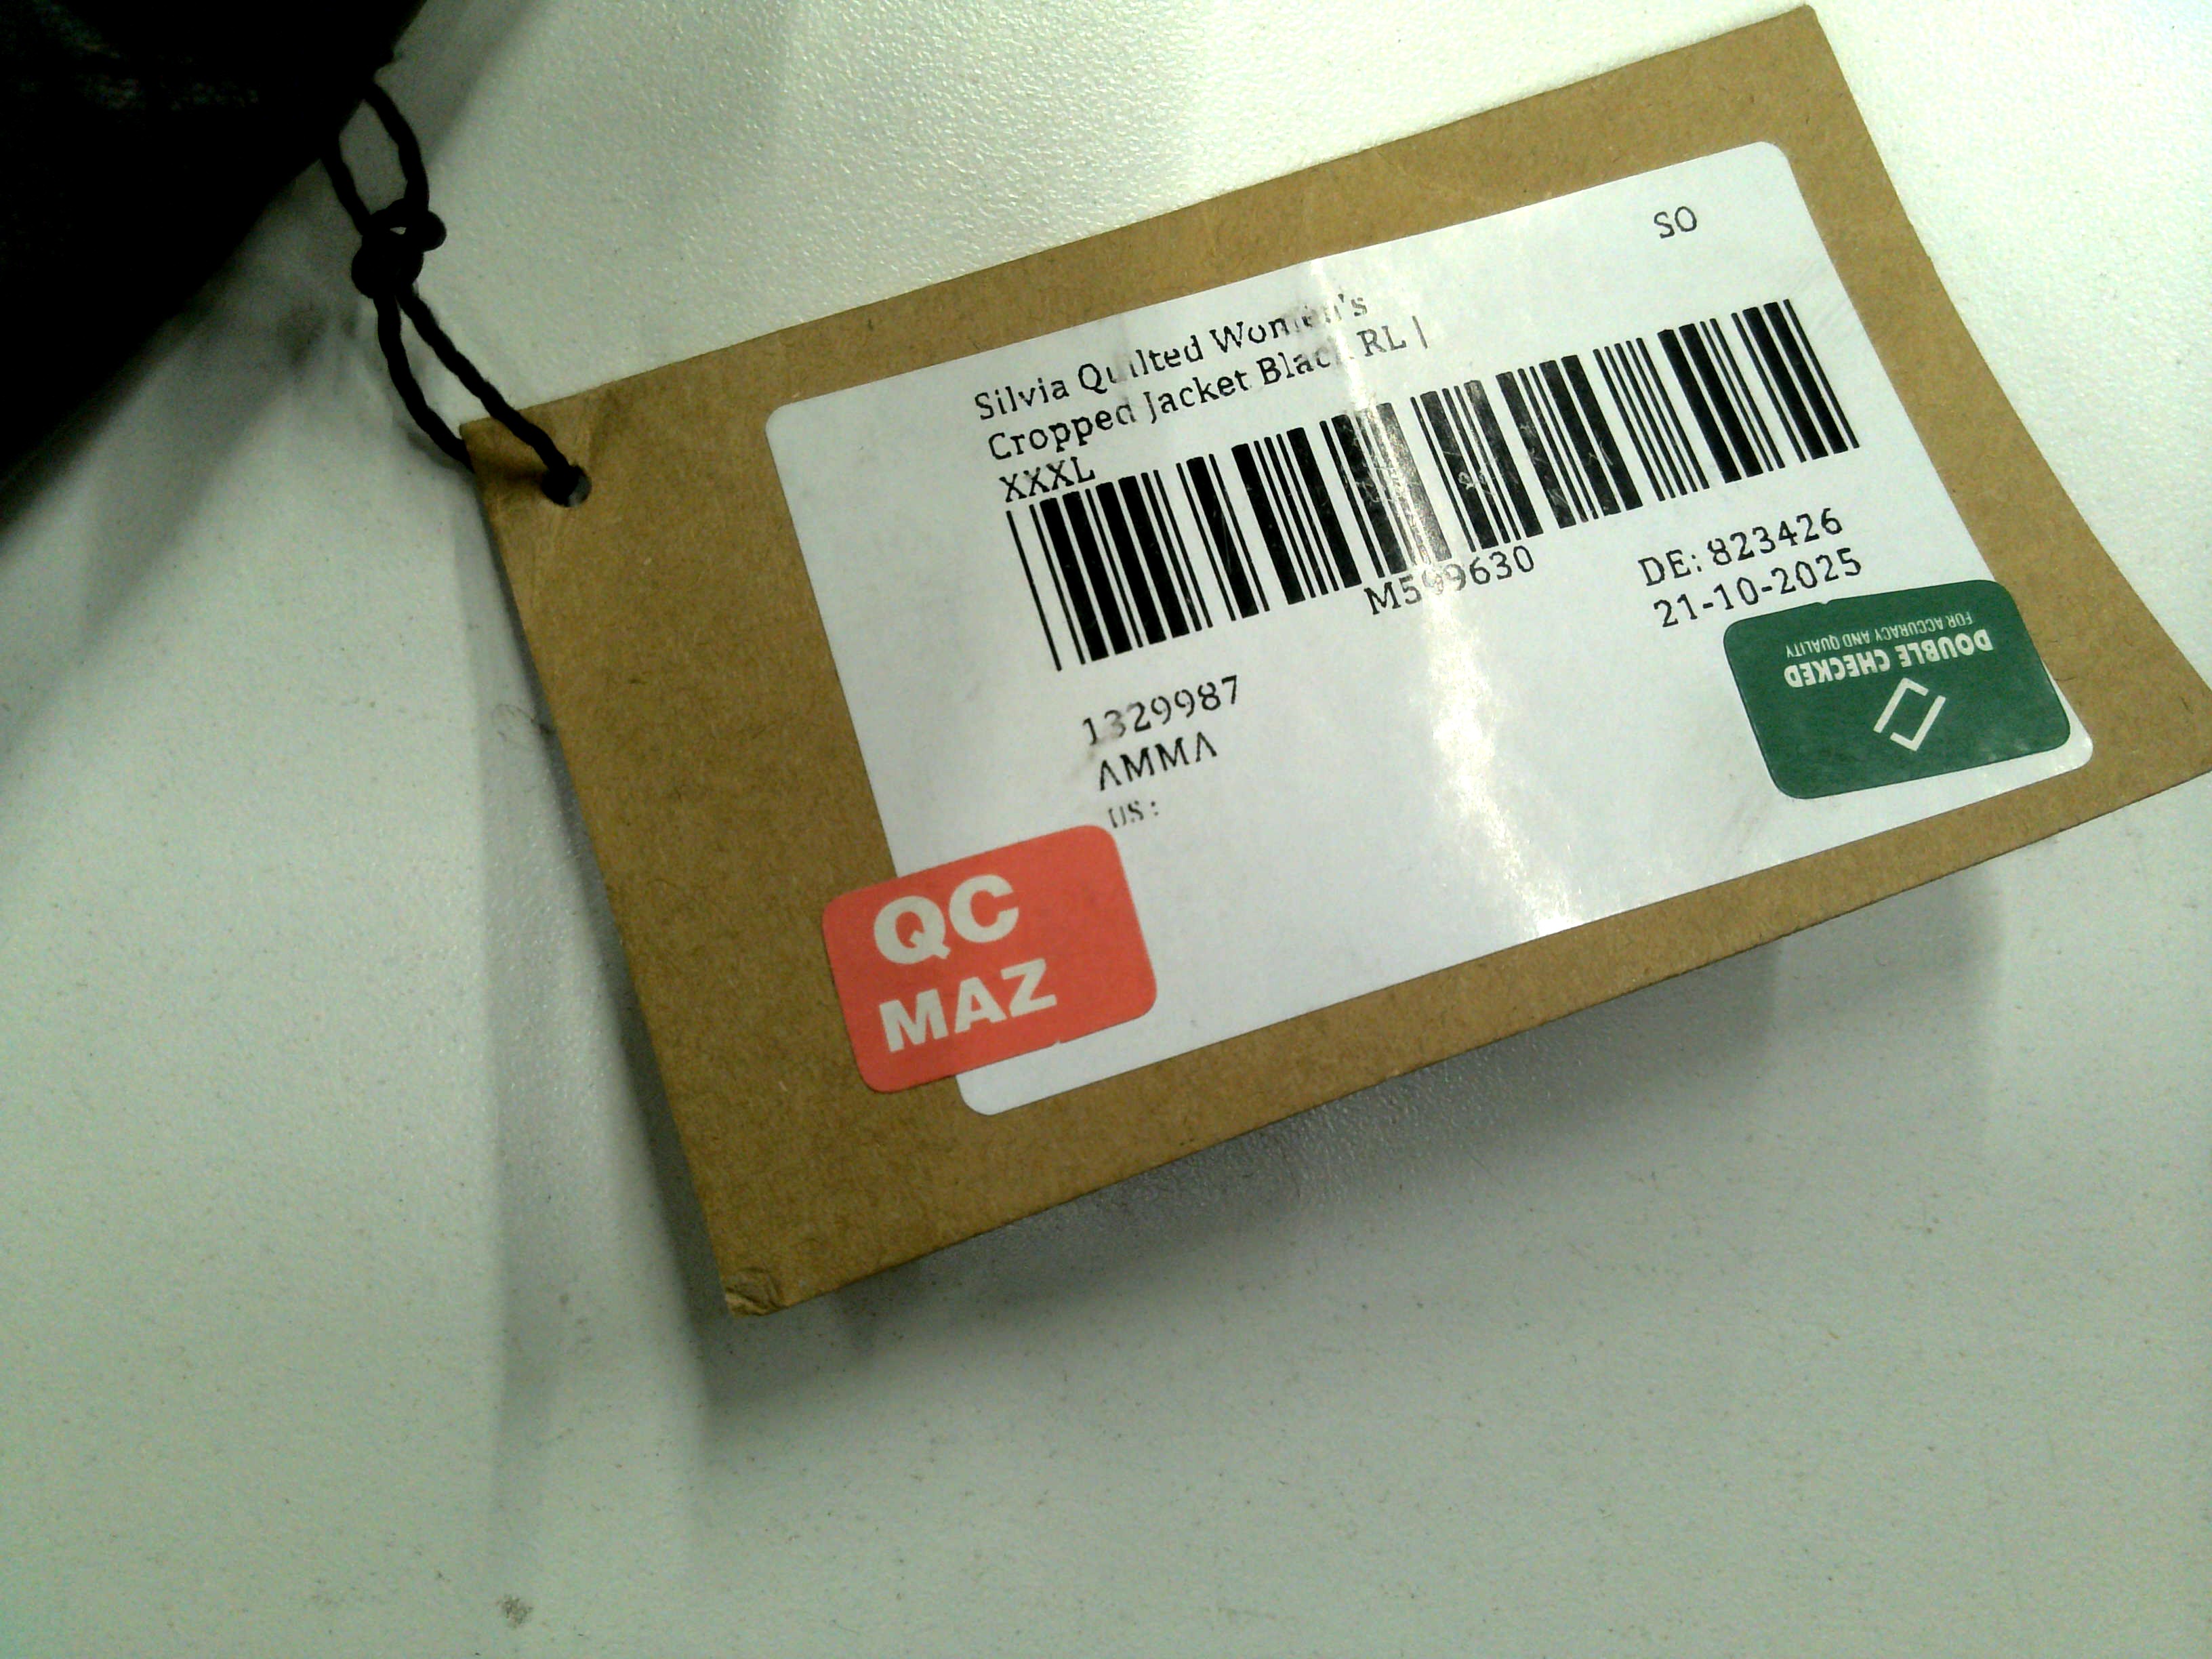 SO
Silvia Quilted Women's
Cropped Jacket Black RL |
XXXL
M599630
DE: 823426
21-10-2025
1329987
AMMA
US:
DOUBLE CHECKED
FOR ACCURACY AND QUALITY
QC
MAZ